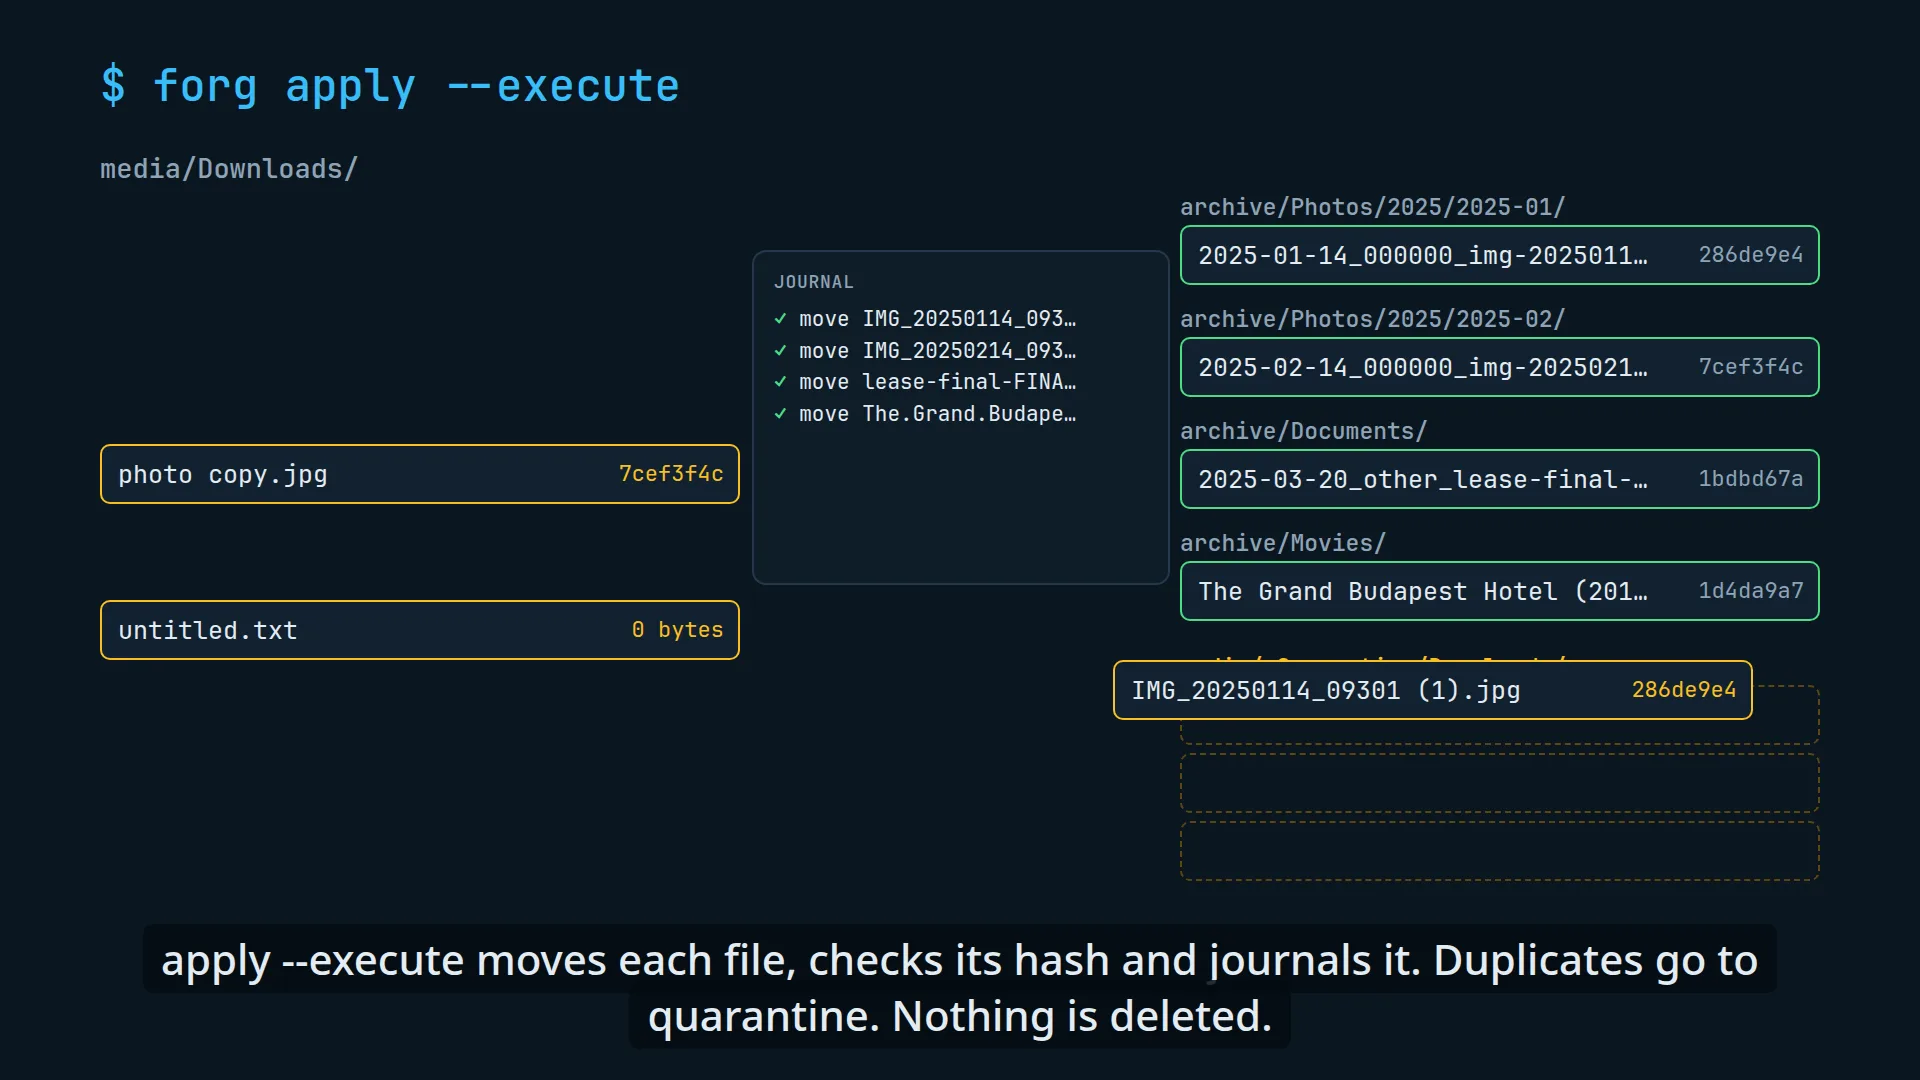 $ forg apply --execute
media/Downloads/
photo copy.jpg 7cef3f4c
untitled.txt 0 bytes
JOURNAL
✓ move IMG_20250114_093…
✓ move IMG_20250214_093…
✓ move lease-final-FINA…
✓ move The.Grand.Budape…
archive/Photos/2025/2025-01/
2025-01-14_000000_img-2025011… 286de9e4
archive/Photos/2025/2025-02/
2025-02-14_000000_img-2025021… 7cef3f4c
archive/Documents/
2025-03-20_other_lease-final-… 1bdbd67a
archive/Movies/
The Grand Budapest Hotel (201… 1d4da9a7
IMG_20250114_09301 (1).jpg 286de9e4
apply --execute moves each file, checks its hash and journals it. Duplicates go to
quarantine. Nothing is deleted.